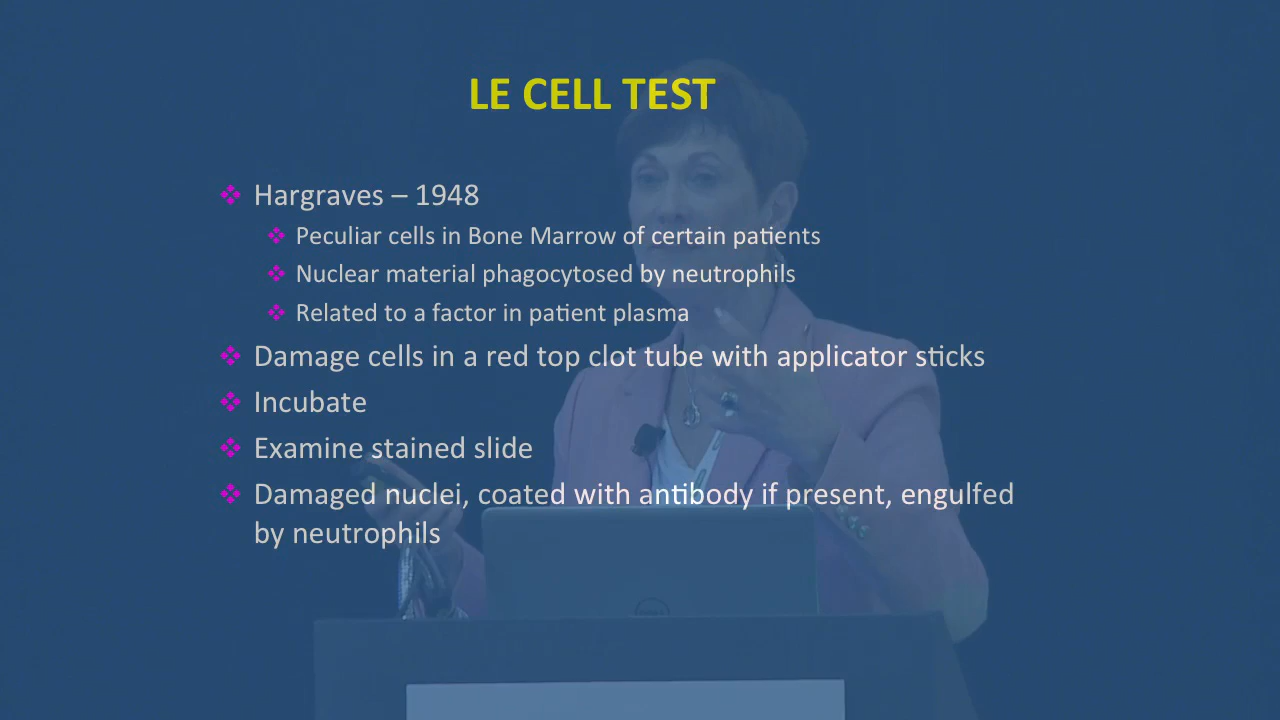 LE CELL TEST
❖ Hargraves – 1948
❖ Peculiar cells in Bone Marrow of certain patients
❖ Nuclear material phagocytosed by neutrophils
❖ Related to a factor in patient plasma
❖ Damage cells in a red top clot tube with applicator sticks
❖ Incubate
❖ Examine stained slide
❖ Damaged nuclei, coated with antibody if present, engulfed
by neutrophils